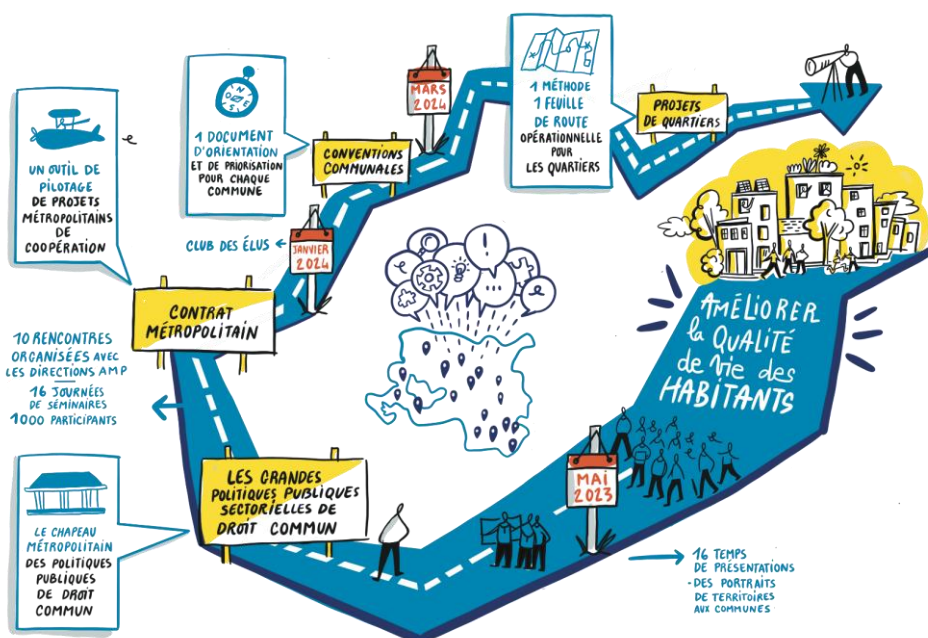 UN OUTIL DE
PILOTAGE
DE PROJETS
MÉTROPOLITAINS
DE
COOPÉRATION
N
O E
S
1 DOCUMENT
D'ORIENTATION
ET DE PRIORISATION
POUR CHAQUE
COMMUNE
MARS
2024
CONVENTIONS
COMMUNALES
1 MÉTHODE
1 FEUILLE
DE ROUTE
OPÉRATIONNELLE
POUR
LES QUARTIERS
PROJETS
DE QUARTIERS
CLUB DES ÉLUS
JANVIER
2024
CONTRAT
MÉTROPOLITAIN
10 RENCONTRES
ORGANISÉES AVEC
LES DIRECTIONS AMP
16 JOURNÉES
DE SÉMINAIRES
1000 PARTICIPANTS
!
...
AMÉLIORER
la QUALITÉ
de vie des
HABITANTS
LES GRANDES
POLITIQUES PUBLIQUES
SECTORIELLES DE
DROIT COMMUN
LE CHAPEAU
MÉTROPOLITAIN
DES POLITIQUES
PUBLIQUES
DE DROIT
COMMUN
MAI
2023
16 TEMPS
DE PRÉSENTATIONS
- DES PORTRAITS
DE TERRITOIRES
AUX COMMUNES